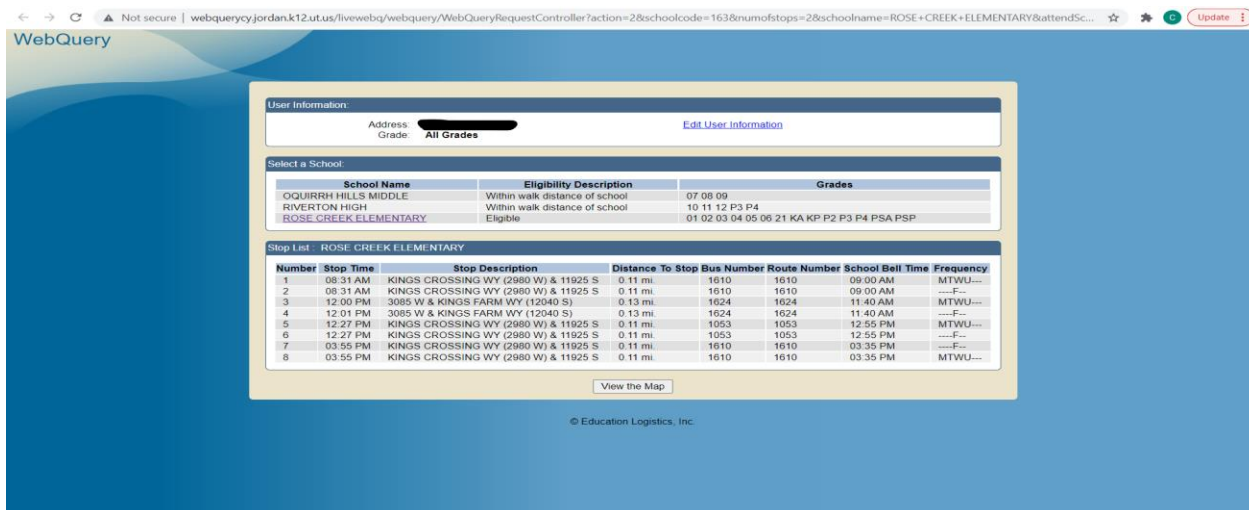 Not secure | webquerycy.jordan.k12.ut.us/livewebq/webquery/WebQueryRequestController?action=2&schoolcode=163&numofstops=2&schoolname=ROSE+CREEK+ELEMENTARY&attendSc... C Update
WebQuery
User Information:
Address: Edit User Information
Grade: All Grades
Select a School:
School Name Eligibility Description Grades
OQUIRRH HILLS MIDDLE Within walk distance of school 07 08 09
RIVERTON HIGH Within walk distance of school 10 11 12 P3 P4
ROSE CREEK ELEMENTARY Eligible 01 02 03 04 05 06 21 KA KP P2 P3 P4 PSA PSP
Stop List : ROSE CREEK ELEMENTARY
Number Stop Time Stop Description Distance To Stop Bus Number Route Number School Bell Time Frequency
1 08:31 AM KINGS CROSSING WY (2980 W) & 11925 S 0.11 mi. 1610 1610 09:00 AM MTWU---
2 08:31 AM KINGS CROSSING WY (2980 W) & 11925 S 0.11 mi. 1610 1610 09:00 AM ----F--
3 12:00 PM 3085 W & KINGS FARM WY (12040 S) 0.13 mi. 1624 1624 11:40 AM MTWU---
4 12:01 PM 3085 W & KINGS FARM WY (12040 S) 0.13 mi. 1624 1624 11:40 AM ----F--
5 12:27 PM KINGS CROSSING WY (2980 W) & 11925 S 0.11 mi. 1053 1053 12:55 PM MTWU---
6 12:27 PM KINGS CROSSING WY (2980 W) & 11925 S 0.11 mi. 1053 1053 12:55 PM ----F--
7 03:55 PM KINGS CROSSING WY (2980 W) & 11925 S 0.11 mi. 1610 1610 03:35 PM ----F--
8 03:55 PM KINGS CROSSING WY (2980 W) & 11925 S 0.11 mi. 1610 1610 03:35 PM MTWU---
View the Map
© Education Logistics, Inc.